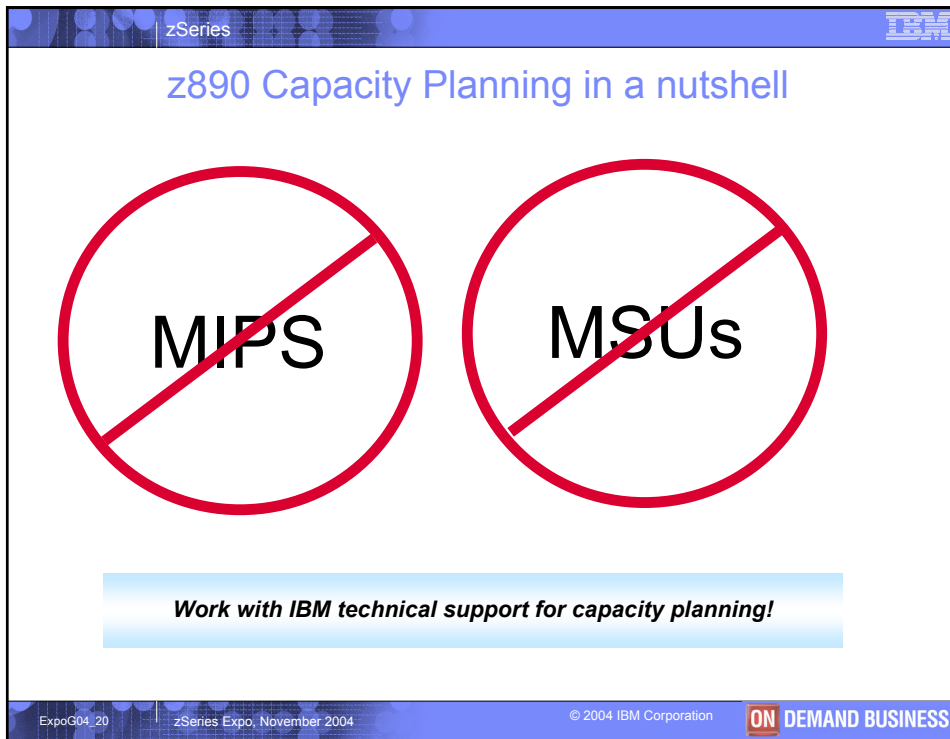 zSeries
IBM
z890 Capacity Planning in a nutshell
MIPS
MSUs
Work with IBM technical support for capacity planning!
ExpoG04_20
zSeries Expo, November 2004
© 2004 IBM Corporation
ON DEMAND BUSINESS